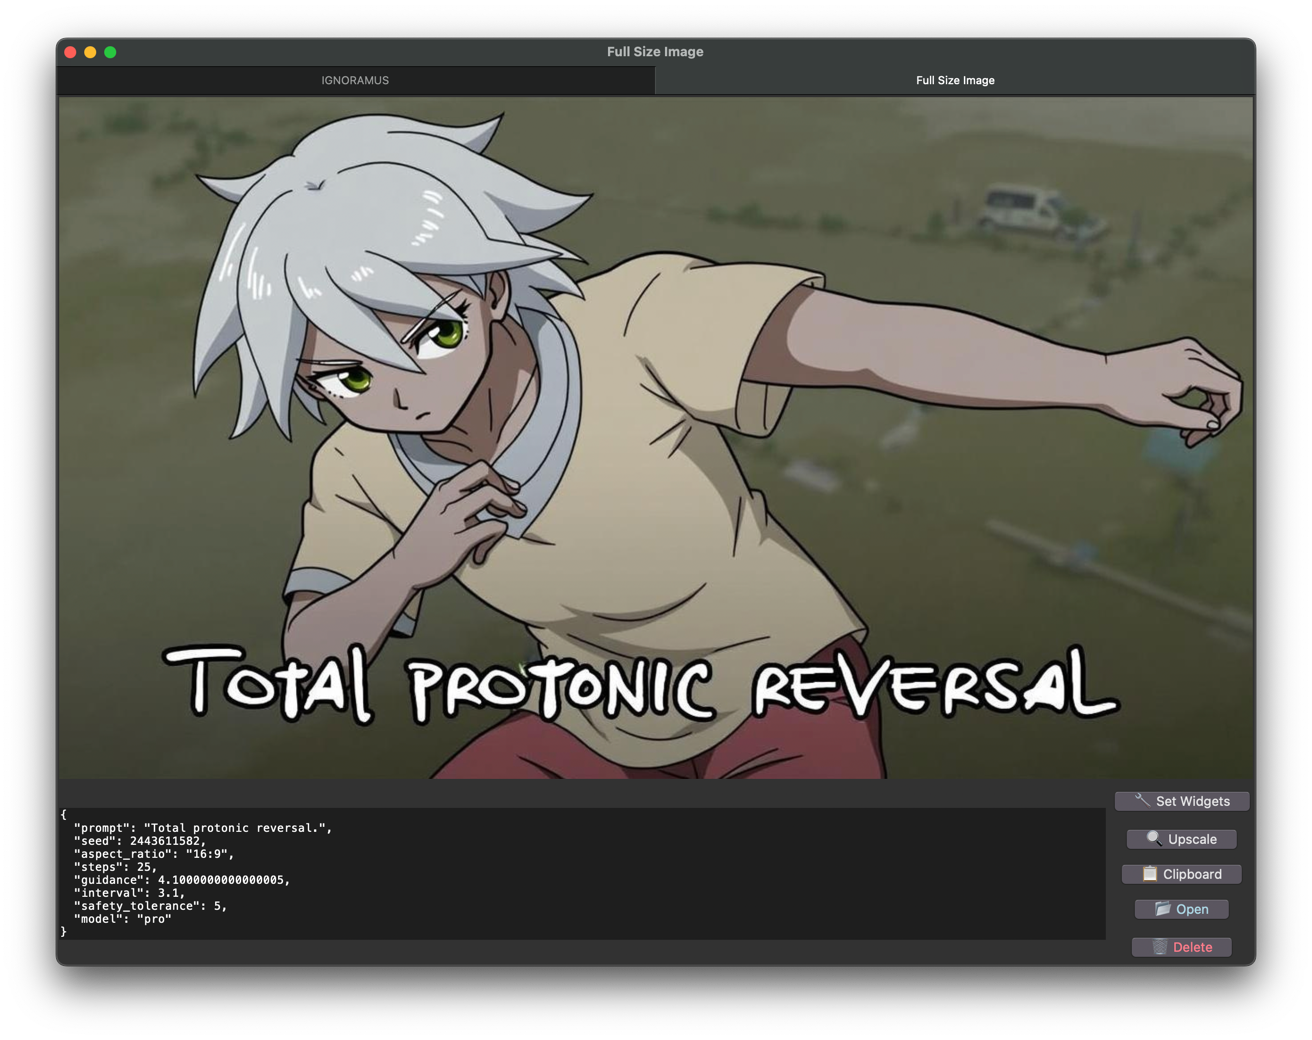 Full Size Image
IGNORAMUS
Full Size Image
TOTAL PROTONIC REVERSAL
{
  "prompt": "Total protonic reversal.",
  "seed": 2443611582,
  "aspect_ratio": "16:9",
  "steps": 25,
  "guidance": 4.1000000000000005,
  "interval": 3.1,
  "safety_tolerance": 5,
  "model": "pro"
}
Set Widgets
Upscale
Clipboard
Open
Delete